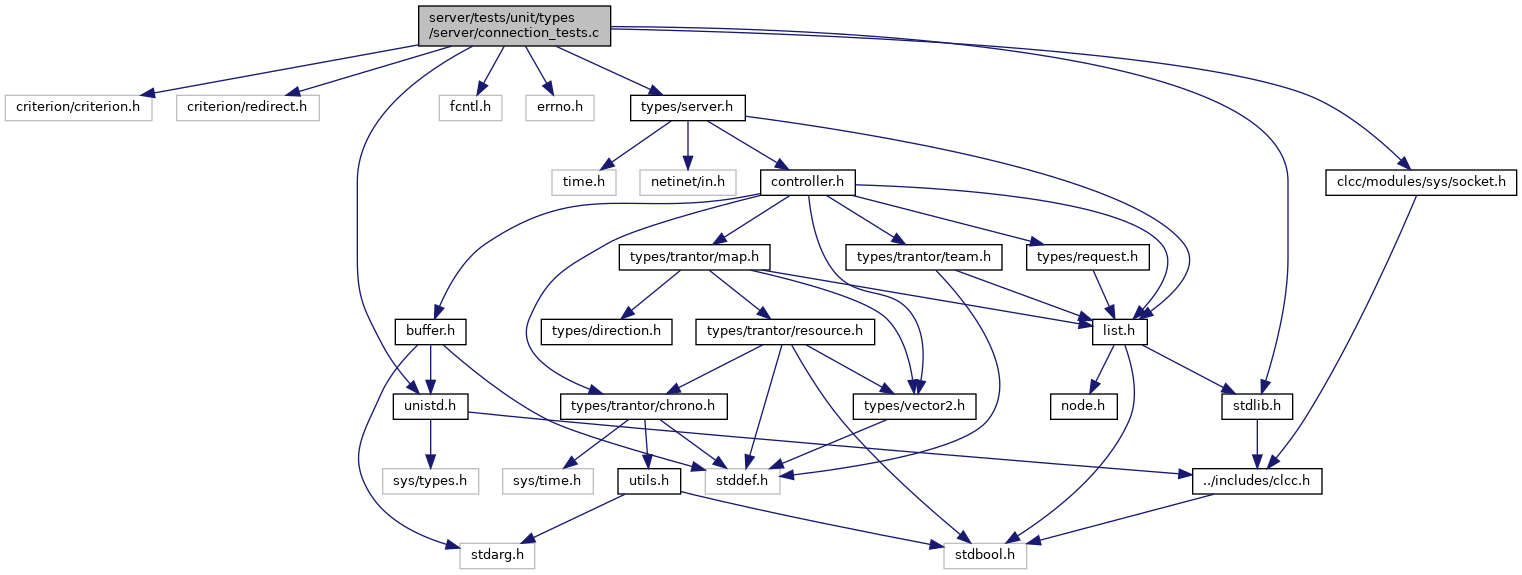 server/tests/unit/types
/server/connection_tests.c
criterion/criterion.h
criterion/redirect.h
fcntl.h
errno.h
types/server.h
time.h
netinet/in.h
controller.h
clcc/modules/sys/socket.h
types/trantor/map.h
types/trantor/team.h
types/request.h
buffer.h
types/direction.h
types/trantor/resource.h
list.h
unistd.h
types/trantor/chrono.h
types/vector2.h
node.h
stdlib.h
sys/types.h
sys/time.h
utils.h
stddef.h
../includes/clcc.h
stdarg.h
stdbool.h